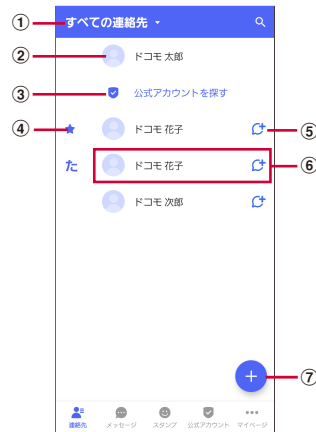 ① すべての連絡先
② ドコモ 太郎
③ 公式アカウントを探す
④ ドコモ 花子 ⑤
た ドコモ 花子 ⑥
ドコモ 次郎
⑦
連絡先 メッセージ スタンプ 公式アカウント マイページ